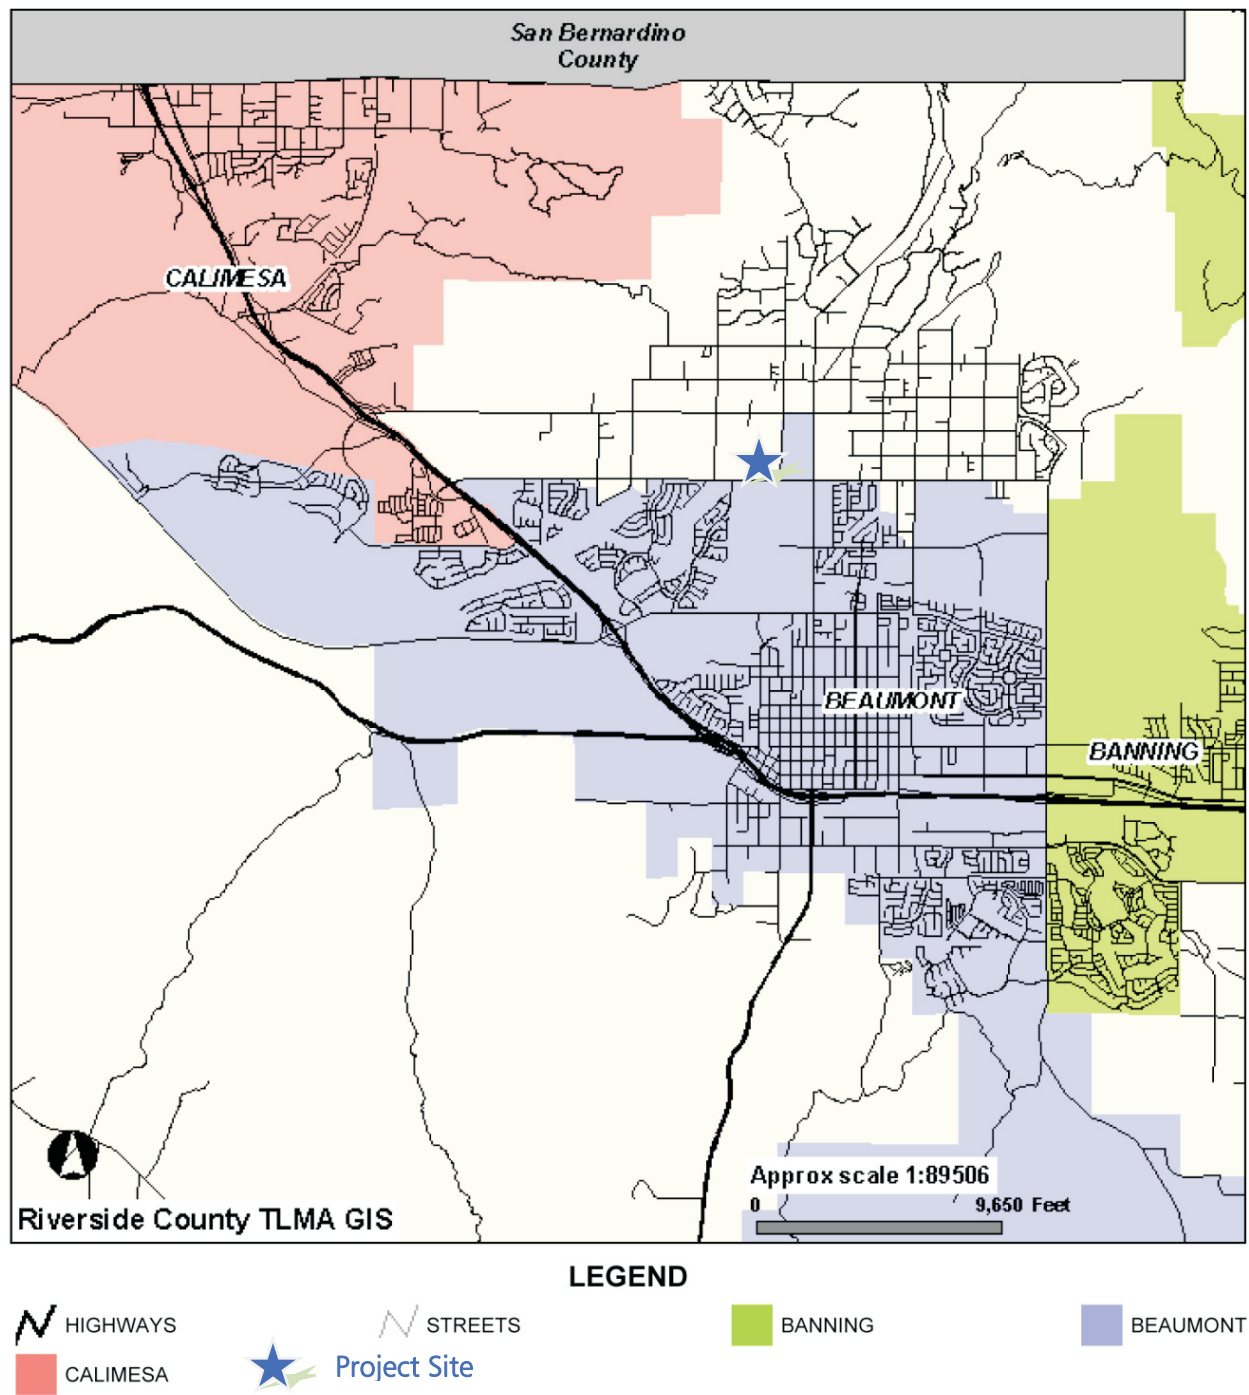 San Bernardino
County
CALIMESA
BEAUMONT
BANNING
Approx scale 1:89506
0 9,650 Feet
Riverside County TLMA GIS
LEGEND
HIGHWAYS STREETS BANNING BEAUMONT
CALIMESA Project Site